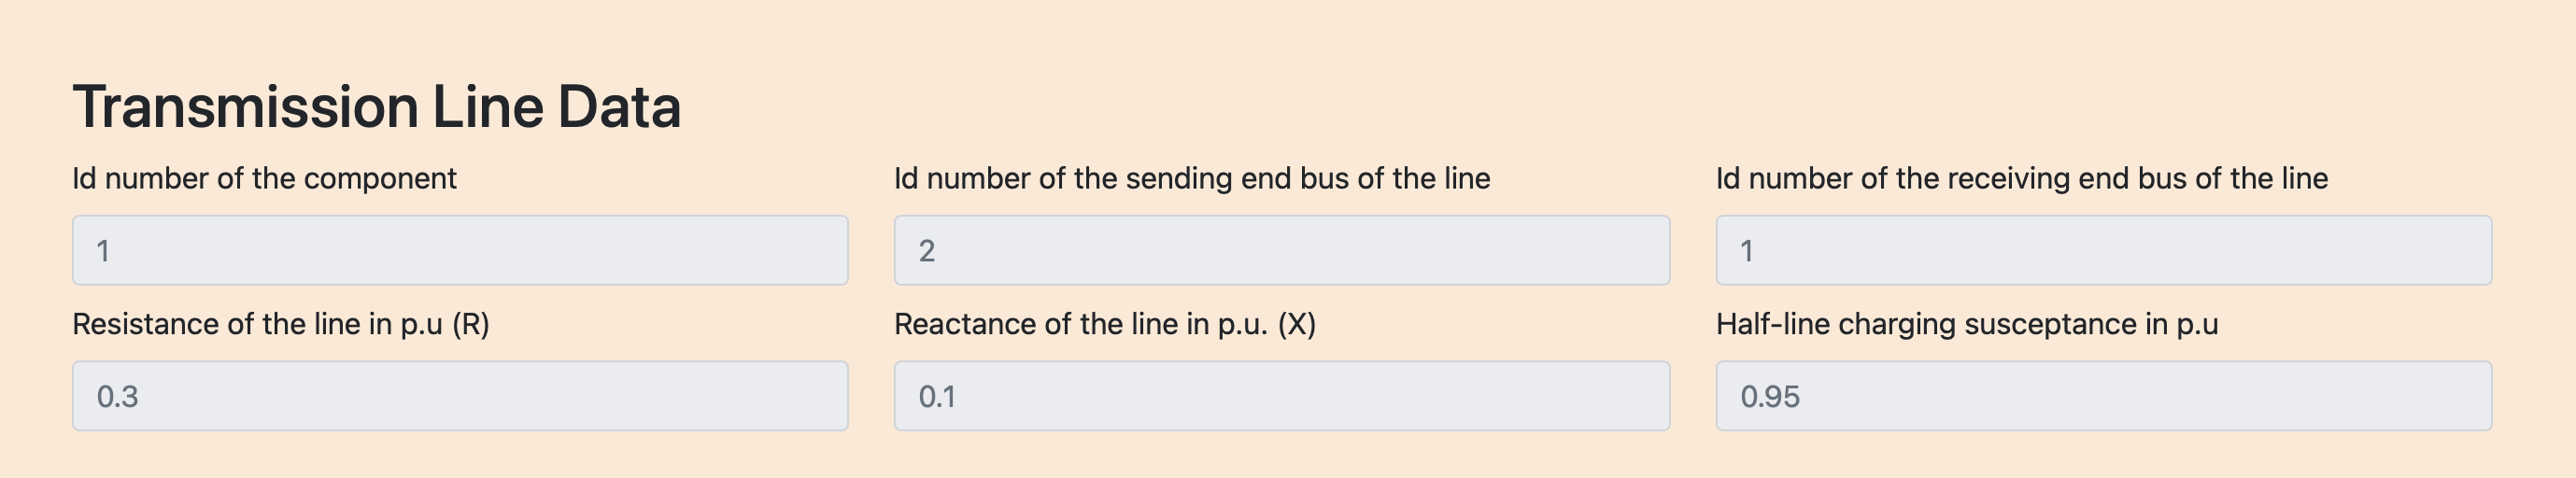 Transmission Line Data
Id number of the component
Id number of the sending end bus of the line
Id number of the receiving end bus of the line
1
2
1
Resistance of the line in p.u (R)
Reactance of the line in p.u. (X)
Half-line charging susceptance in p.u
0.3
0.1
0.95